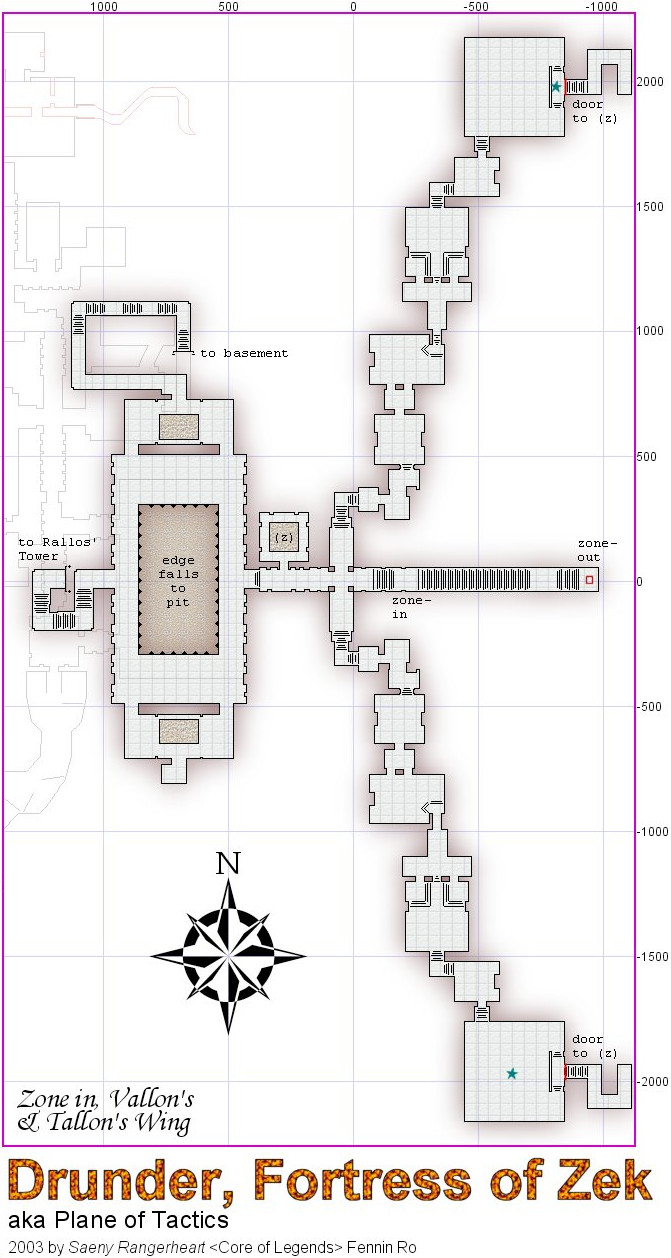 1000 500 0 -500 -1000
2000
door
to (z)
1500
1000
to basement
500
(z)
to Rallos'
Tower
edge
falls
to
pit
zone-
out
0
zone-
in
-500
-1000
N
-1500
door
to (z)
-2000
Zone in, Vallon's
& Tallon's Wing
Drunder, Fortress of Zek
aka Plane of Tactics
2003 by Saeny Rangerheart <Core of Legends> Fennin Ro